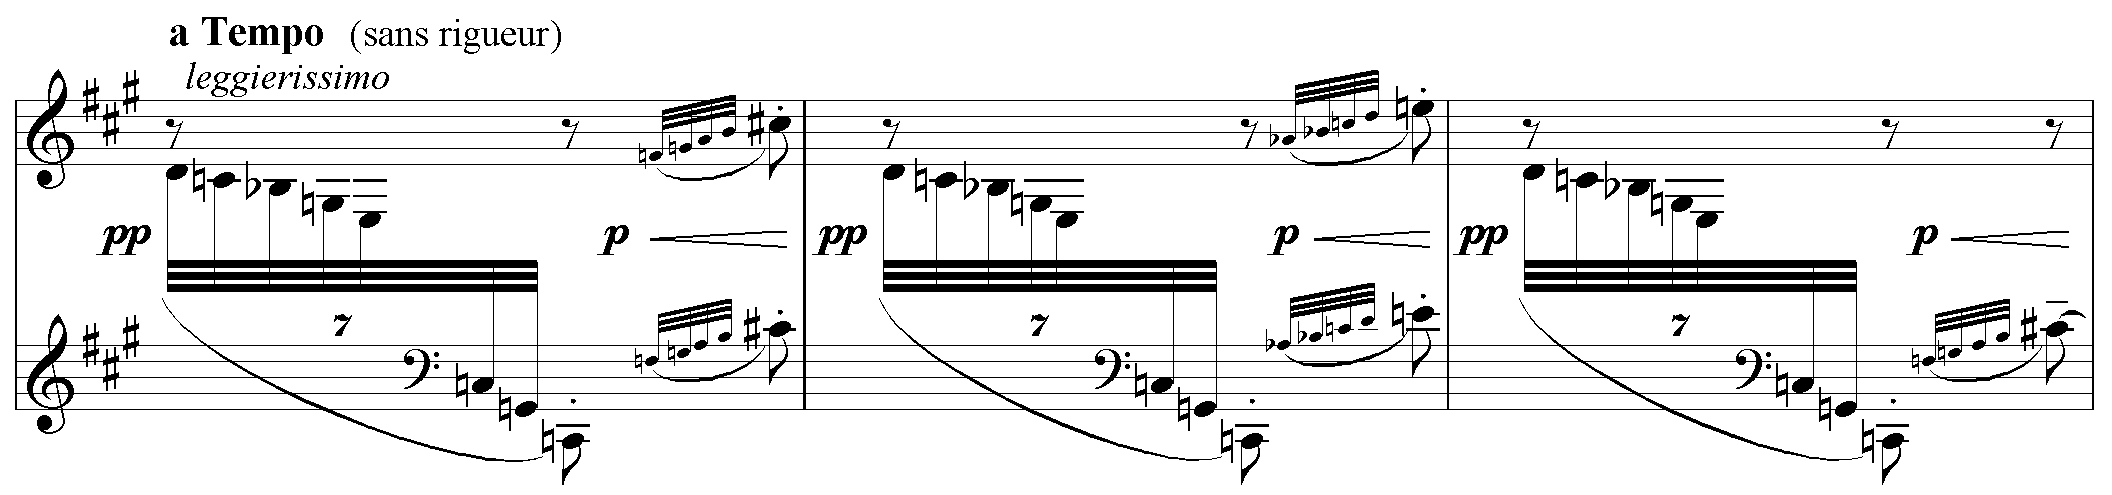 a Tempo (sans rigueur)
leggierissimo
pp p pp p pp p
7 7 7